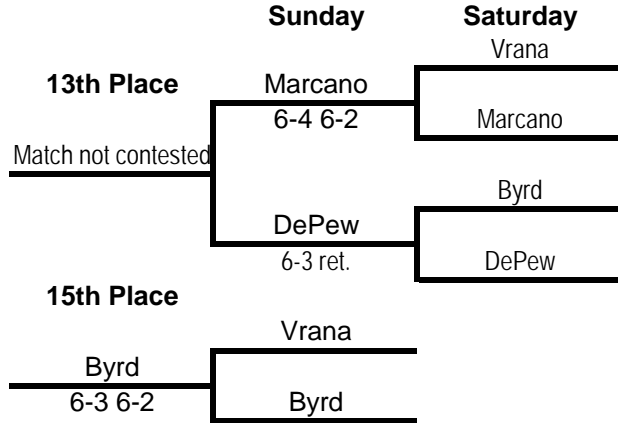 Sunday Saturday
Vrana
13th Place Marcano
6-4 6-2 Marcano
Match not contested
Byrd
DePew
6-3 ret. DePew
15th Place
Vrana
Byrd
6-3 6-2 Byrd